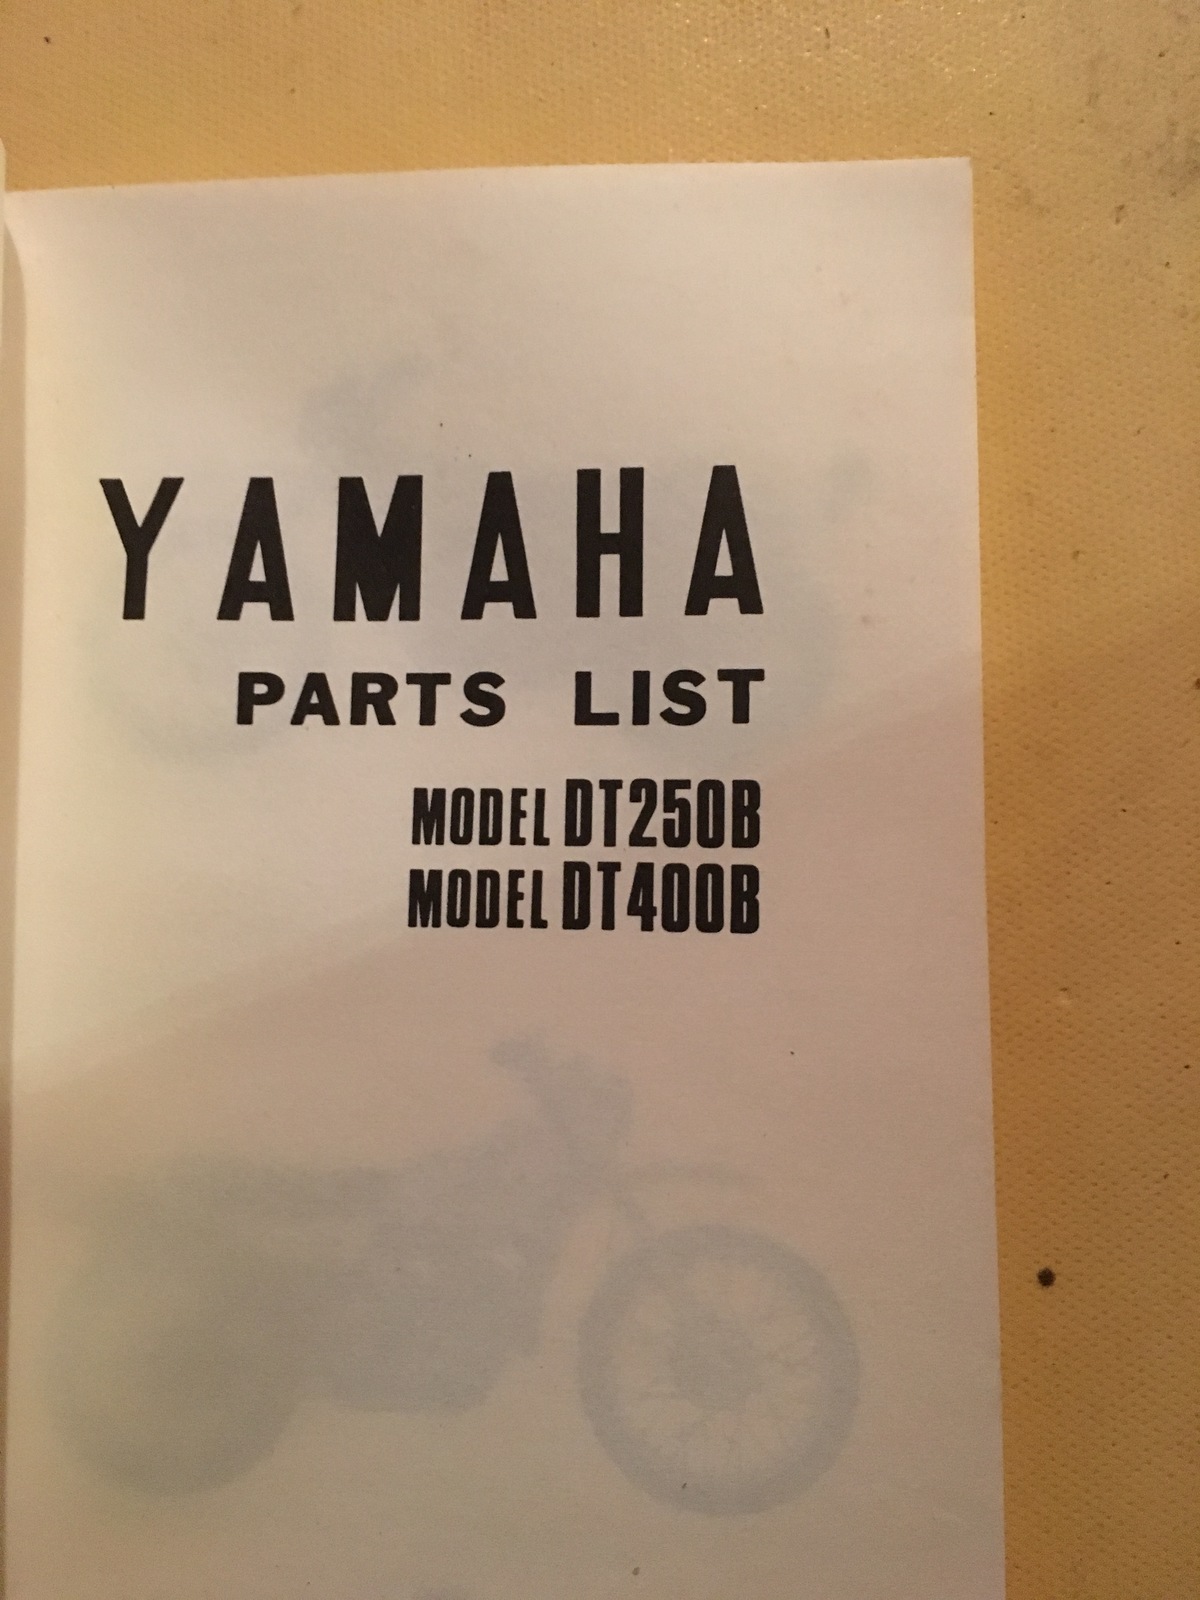 YAMAHA
PARTS LIST
MODEL DT250B
MODEL DT400B